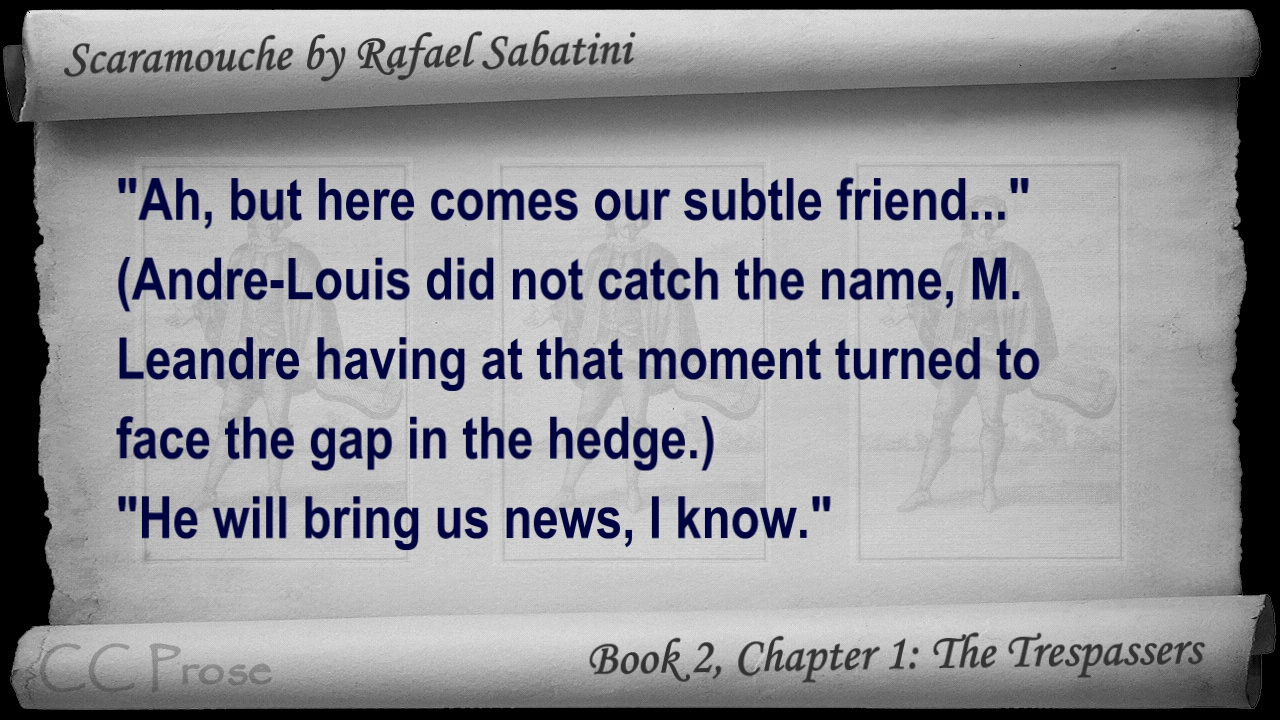 Scaramouche by Rafael Sabatini
"Ah, but here comes our subtle friend..."
(Andre-Louis did not catch the name, M.
Leandre having at that moment turned to
face the gap in the hedge.)
"He will bring us news, I know."
CC Prose
Book 2, Chapter 1: The Trespassers